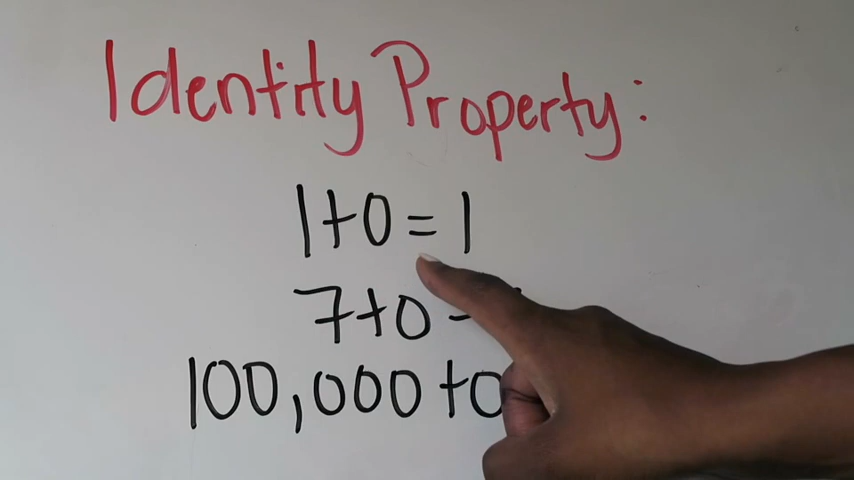 Identity Property:
1+0=1
7+0=
100,000+0